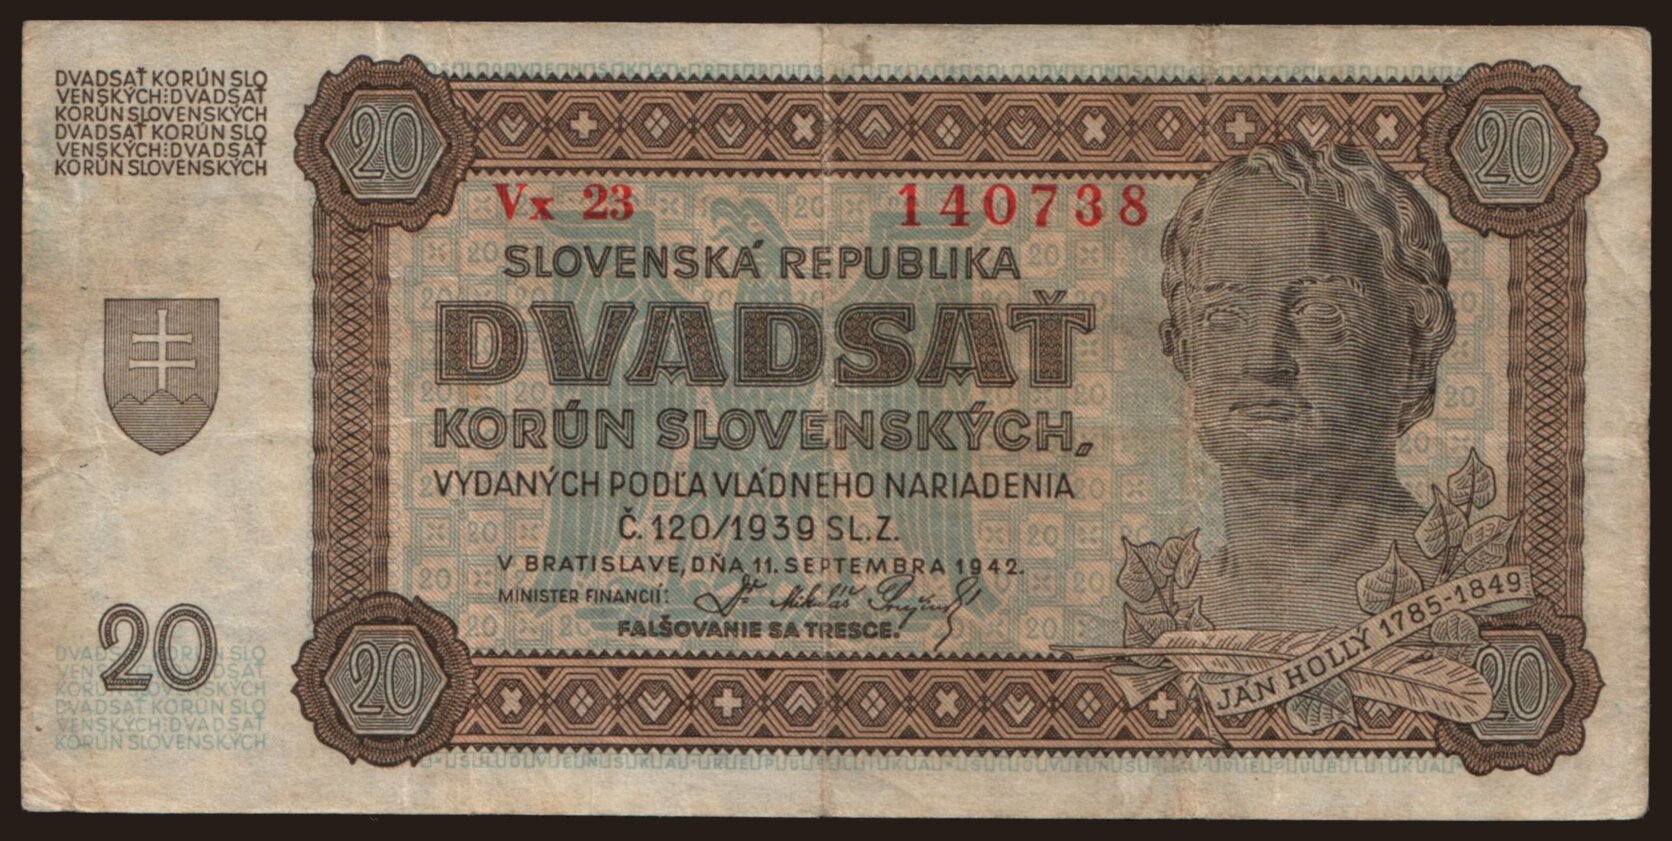 DVADSAŤ KORÚN SLO
VENSKÝCH:DVADSAŤ
KORÚN SLOVENSKÝCH
DVADSAŤ KORÚN SLO
VENSKÝCH:DVADSAŤ
KORÚN SLOVENSKÝCH
20
20
Vx 23
140738
SLOVENSKÁ REPUBLIKA
DVADSAŤ
KORÚN SLOVENSKÝCH,
VYDANÝCH PODĽA VLÁDNEHO NARIADENIA
Č. 120/1939 SL. Z.
V BRATISLAVE, DŇA 11. SEPTEMBRA 1942.
MINISTER FINANCIÍ: Dr. Mikuláš Pružinský
FALŠOVANIE SA TRESCE.
20
DVADSAŤ KORÚN SLO
VENSKÝCH:DVADSAŤ
KORÚN SLOVENSKÝCH
DVADSAŤ KORÚN SLO
VENSKÝCH:DVADSAŤ
KORÚN SLOVENSKÝCH
20
JÁN HOLLÝ 1785-1849
20